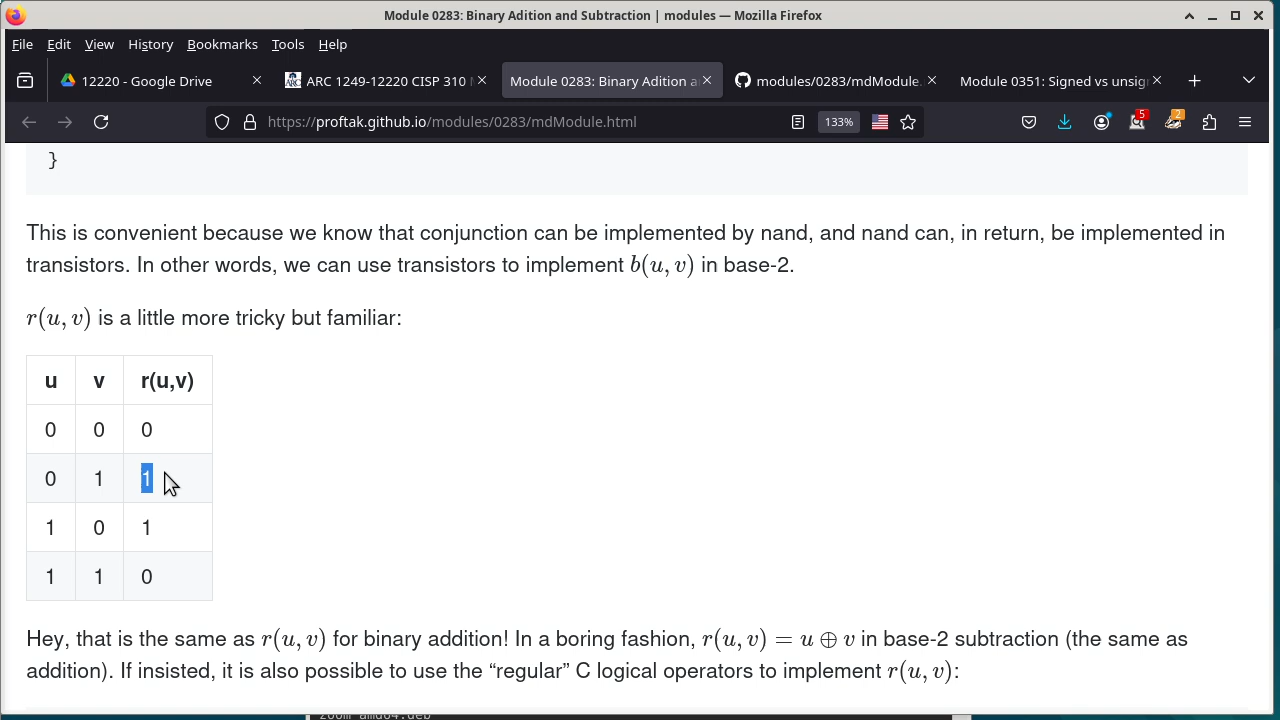 Module 0283: Binary Adition and Subtraction | modules — Mozilla Firefox
File Edit View History Bookmarks Tools Help
12220 - Google Drive ARC 1249-12220 CISP 310 Module 0283: Binary Adition a modules/0283/mdModule. Module 0351: Signed vs unsig
https://proftak.github.io/modules/0283/mdModule.html 133% 5 2
}
This is convenient because we know that conjunction can be implemented by nand, and nand can, in return, be implemented in
transistors. In other words, we can use transistors to implement b(u, v) in base-2.
r(u, v) is a little more tricky but familiar:
u v r(u,v)
0 0 0
0 1 1
1 0 1
1 1 0
Hey, that is the same as r(u, v) for binary addition! In a boring fashion, r(u, v) = u ⊕ v in base-2 subtraction (the same as
addition). If insisted, it is also possible to use the “regular” C logical operators to implement r(u, v):
zoom amd64.deb